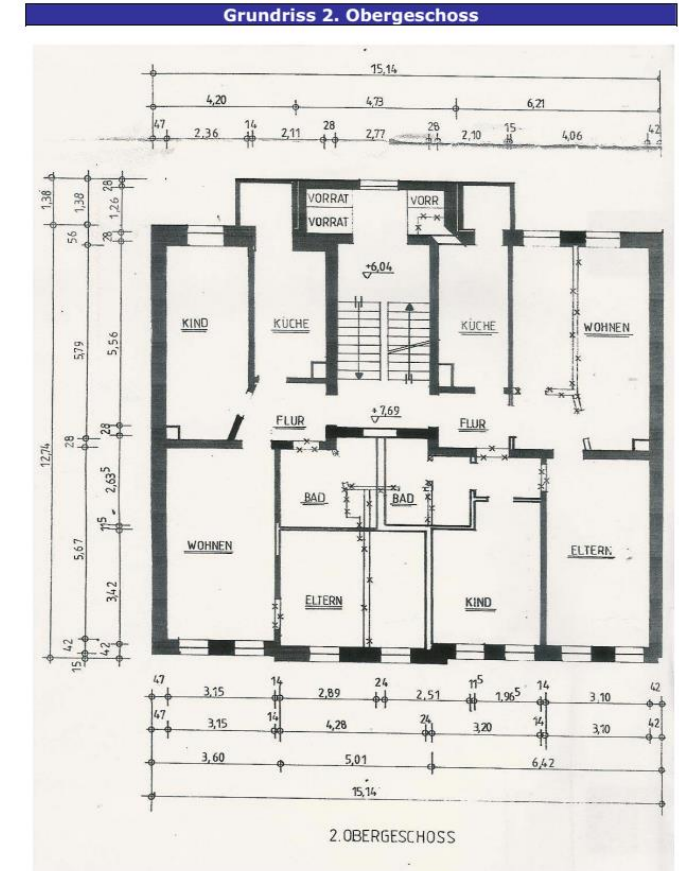 Grundriss 2. Obergeschoss
15,14
4,20 4,73 6,21
47 2,36 14 2,11 28 2,77 28 2,10 15 4,06 42
1,38 1,38 28 1,26
56 28
VORRAT VORR
VORRAT
+6,04
KIND KÜCHE KÜCHE WOHNEN
5,79 5,56
+7,69
FLUR FLUR
12,74 28 28
2,63⁵
BAD BAD
11⁵
WOHNEN ELTERN
5,67 3,42
ELTERN KIND
42 42
15
47 3,15 14 2,89 24 2,51 11⁵ 1,96⁵ 14 3,10 42
47 3,15 14 4,28 24 3,20 14 3,10 42
3,60 5,01 6,42
15,14
2.OBERGESCHOSS